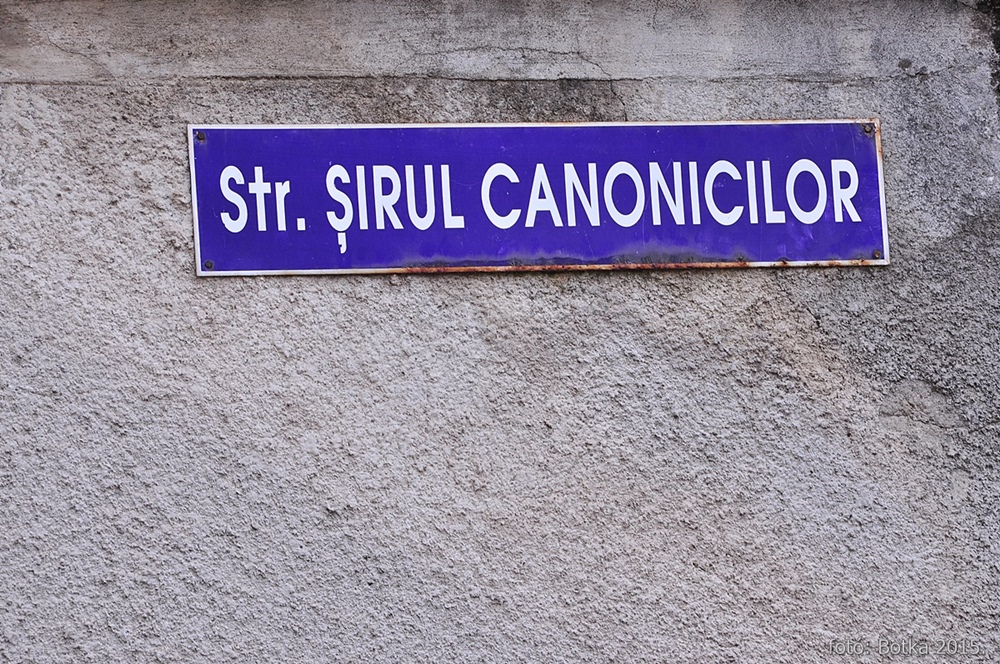 Str. ȘIRUL CANONICILOR
foto: Botka 2015.